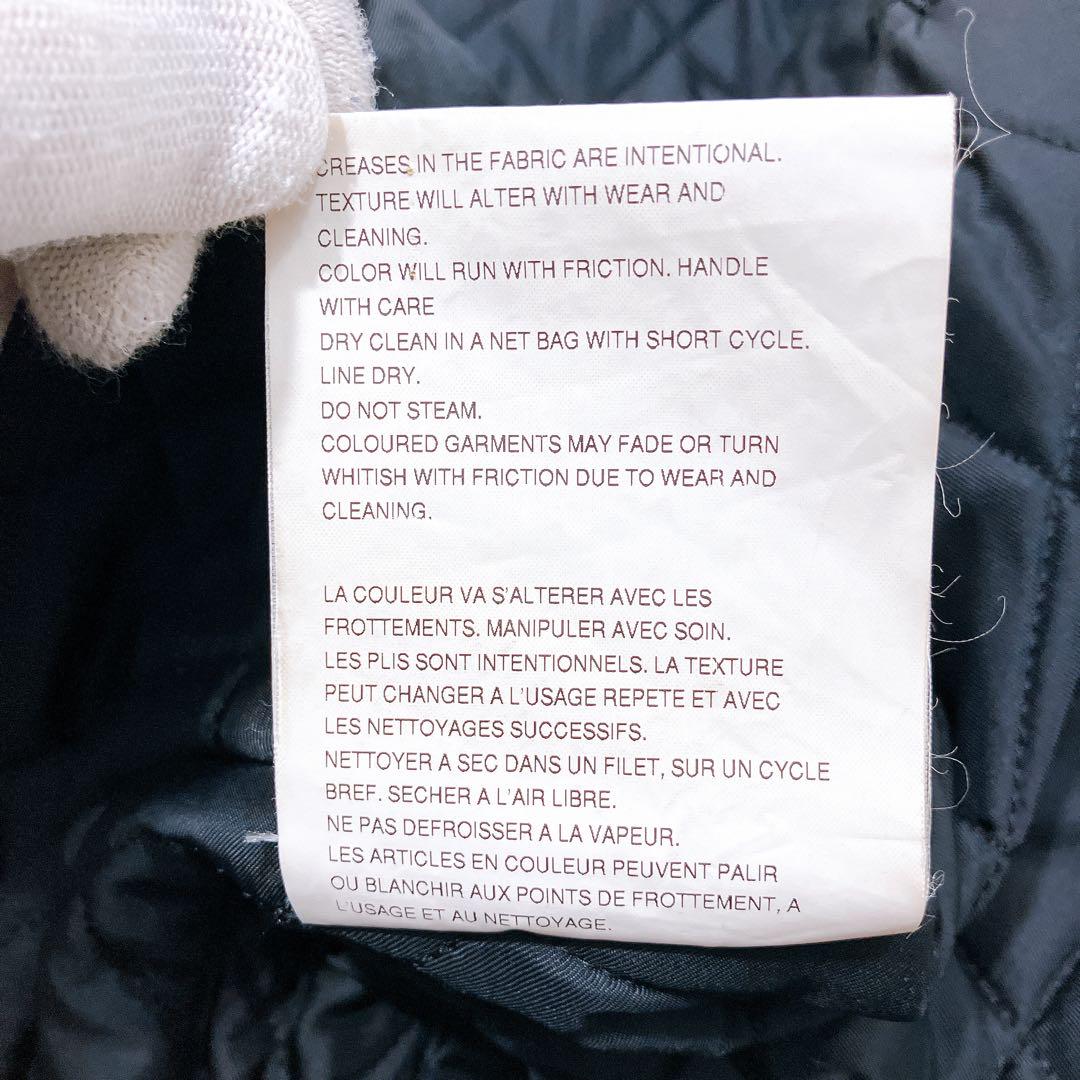 CREASES IN THE FABRIC ARE INTENTIONAL.
TEXTURE WILL ALTER WITH WEAR AND
CLEANING.
COLOR WILL RUN WITH FRICTION. HANDLE
WITH CARE
DRY CLEAN IN A NET BAG WITH SHORT CYCLE.
LINE DRY.
DO NOT STEAM.
COLOURED GARMENTS MAY FADE OR TURN
WHITISH WITH FRICTION DUE TO WEAR AND
CLEANING.
LA COULEUR VA S'ALTERER AVEC LES
FROTTEMENTS. MANIPULER AVEC SOIN.
LES PLIS SONT INTENTIONNELS. LA TEXTURE
PEUT CHANGER A L'USAGE REPETE ET AVEC
LES NETTOYAGES SUCCESSIFS.
NETTOYER A SEC DANS UN FILET, SUR UN CYCLE
BREF. SECHER A L'AIR LIBRE.
NE PAS DEFROISSER A LA VAPEUR.
LES ARTICLES EN COULEUR PEUVENT PALIR
OU BLANCHIR AUX POINTS DE FROTTEMENT, A
L'USAGE ET AU NETTOYAGE.